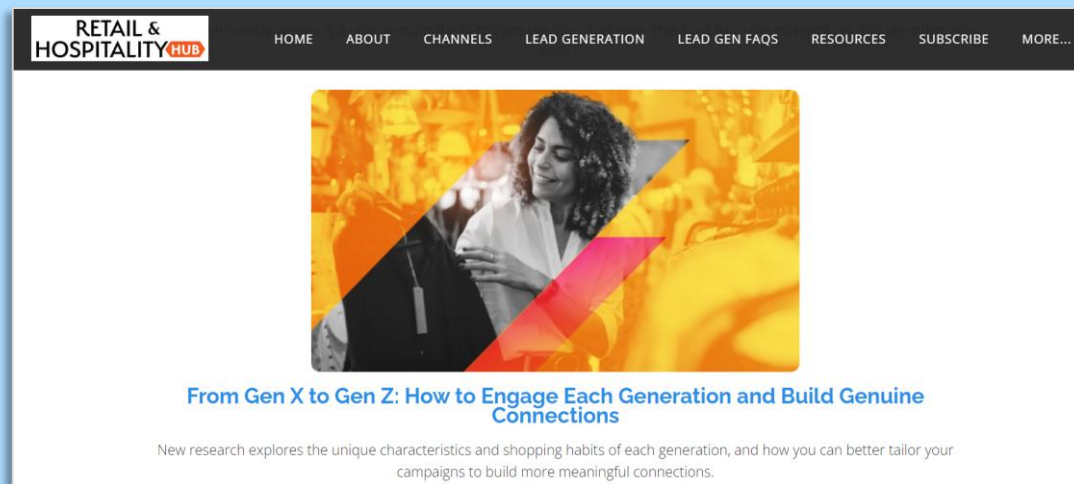 RETAIL &
HOSPITALITY HUB
HOME ABOUT CHANNELS LEAD GENERATION LEAD GEN FAQS RESOURCES SUBSCRIBE MORE...
From Gen X to Gen Z: How to Engage Each Generation and Build Genuine
Connections
New research explores the unique characteristics and shopping habits of each generation, and how you can better tailor your
campaigns to build more meaningful connections.